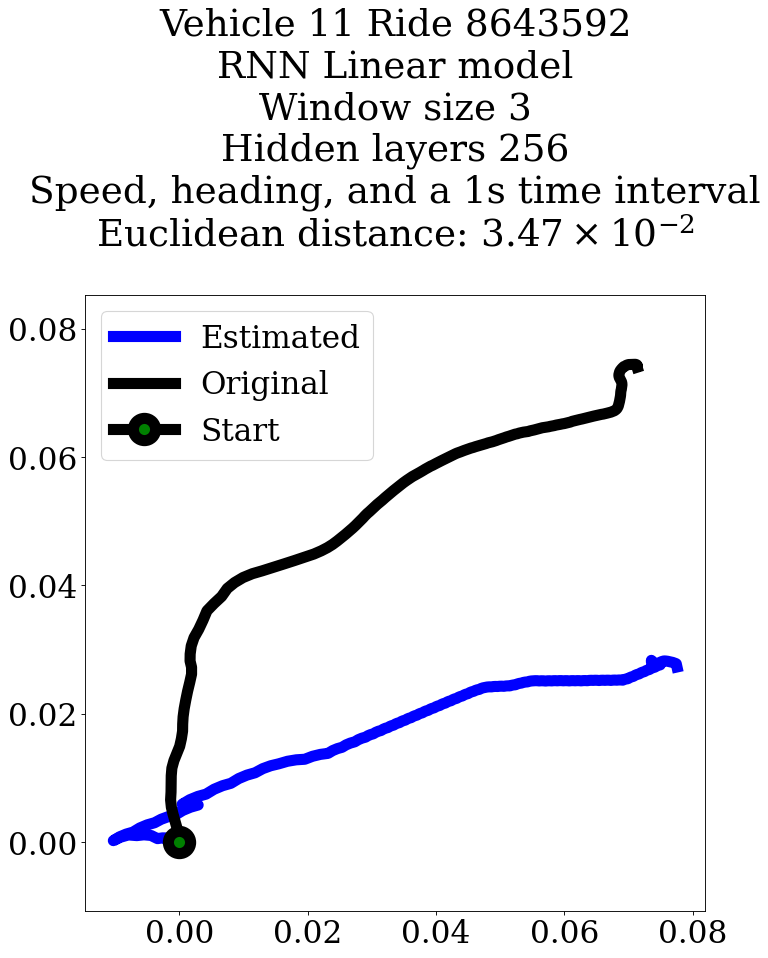 Vehicle 11 Ride 8643592
RNN Linear model
Window size 3
Hidden layers 256
Speed, heading, and a 1s time interval
Euclidean distance: 3.47 × 10⁻²
Estimated
Original
Start
0.08
0.06
0.04
0.02
0.00
0.00 0.02 0.04 0.06 0.08